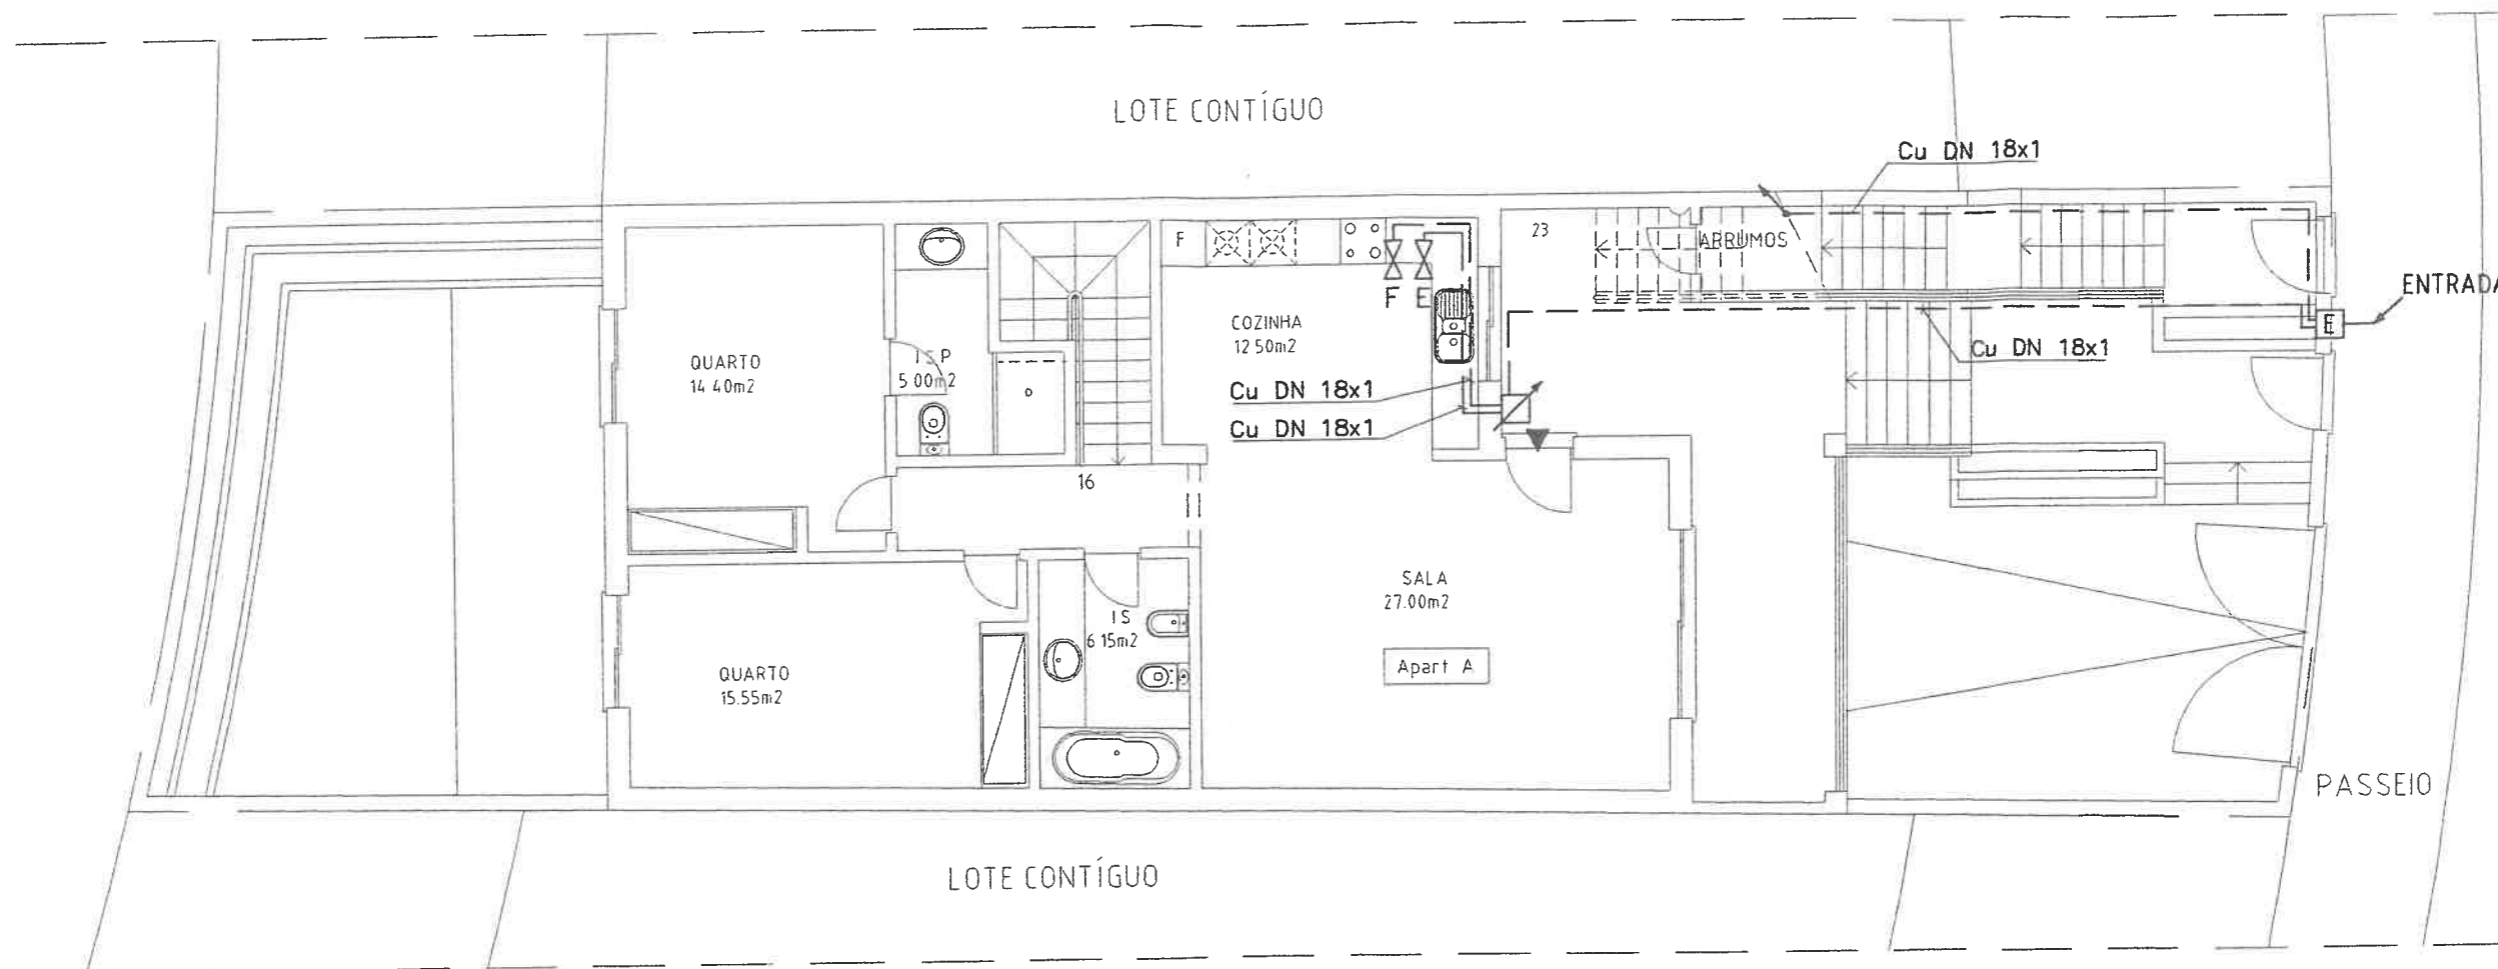 LOTE CONTÍGUO
Cu DN 18x1
F
23
ARRUMOS
ENTRADA
F E
E
COZINHA
12 50m2
Cu DN 18x1
QUARTO
14 40m2
I S P
5 00m2
Cu DN 18x1
Cu DN 18x1
16
SALA
27.00m2
I S
6 15m2
Apart A
QUARTO
15.55m2
PASSEIO
LOTE CONTÍGUO